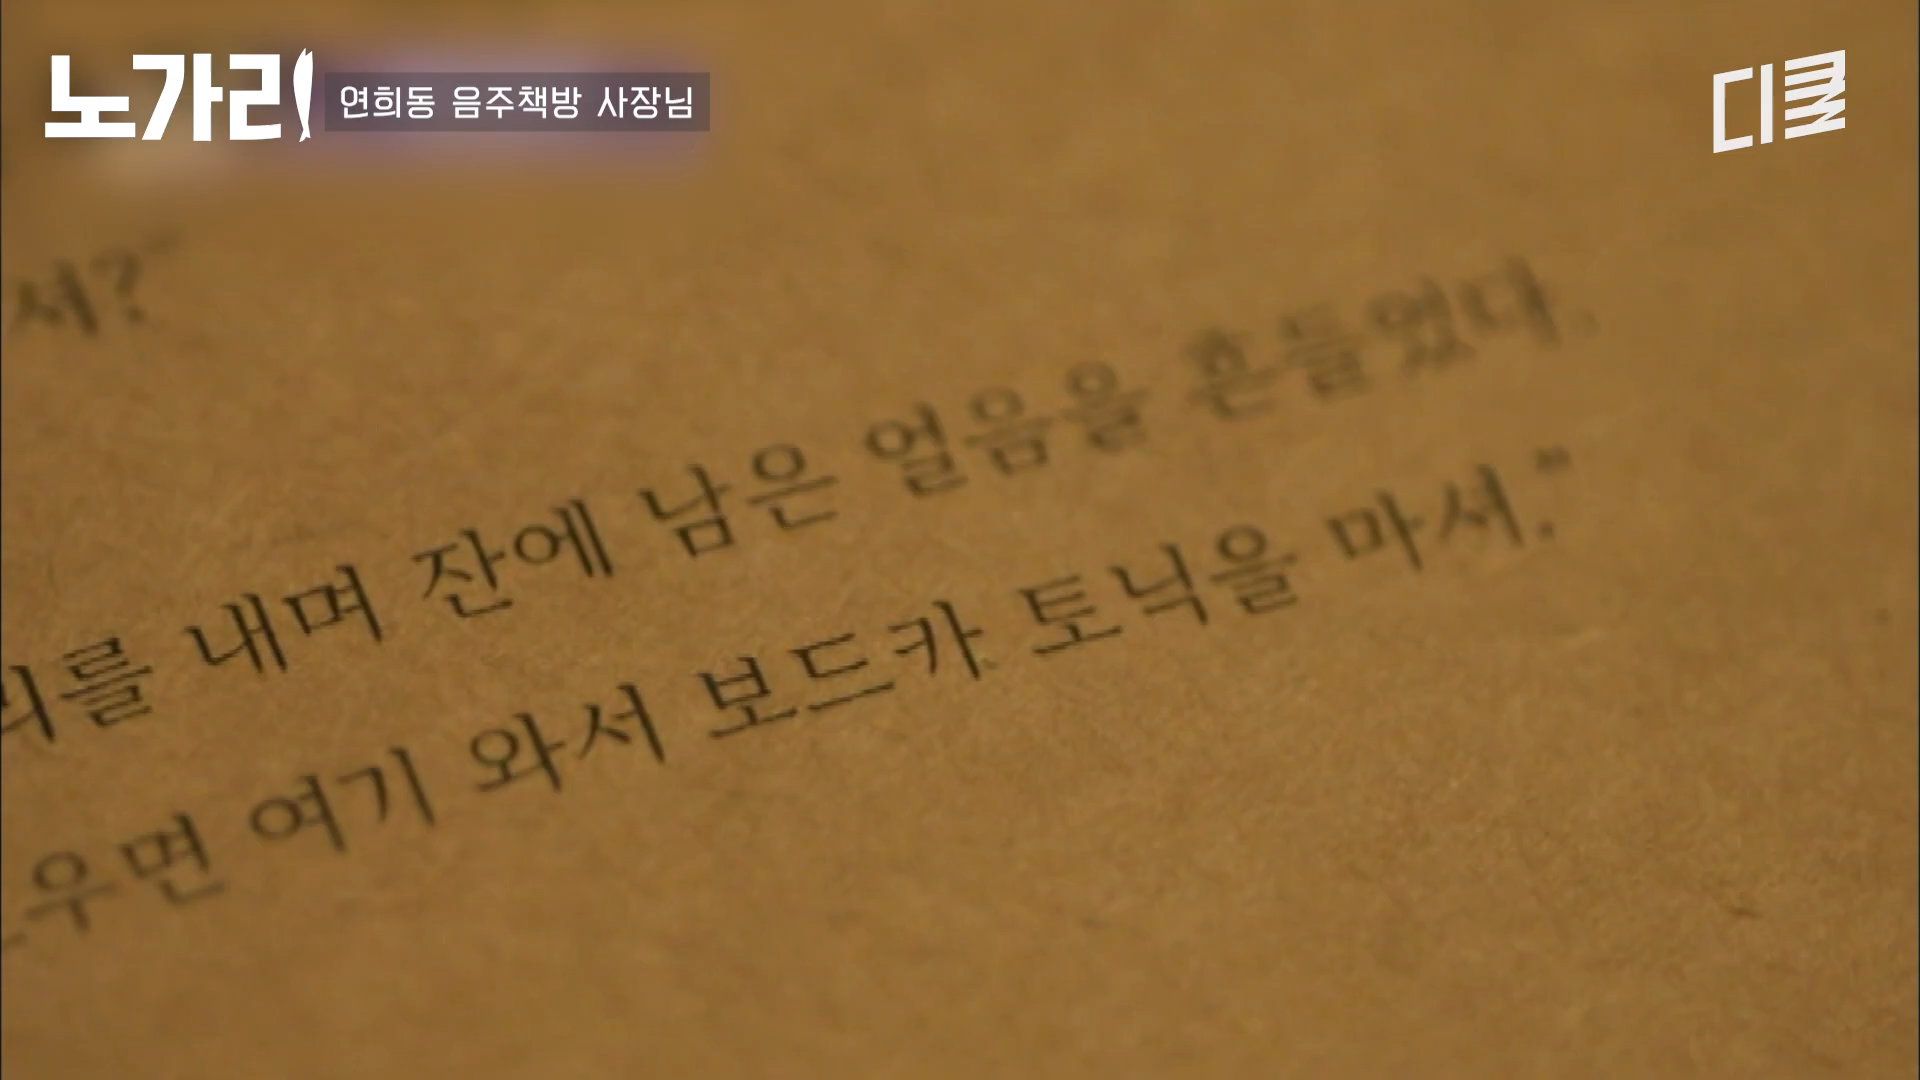 노가리
연희동 음주책방 사장님
디글
서?"
리를 내며 잔에 남은 얼음을 흔들었다.
우면 여기 와서 보드카 토닉을 마셔."